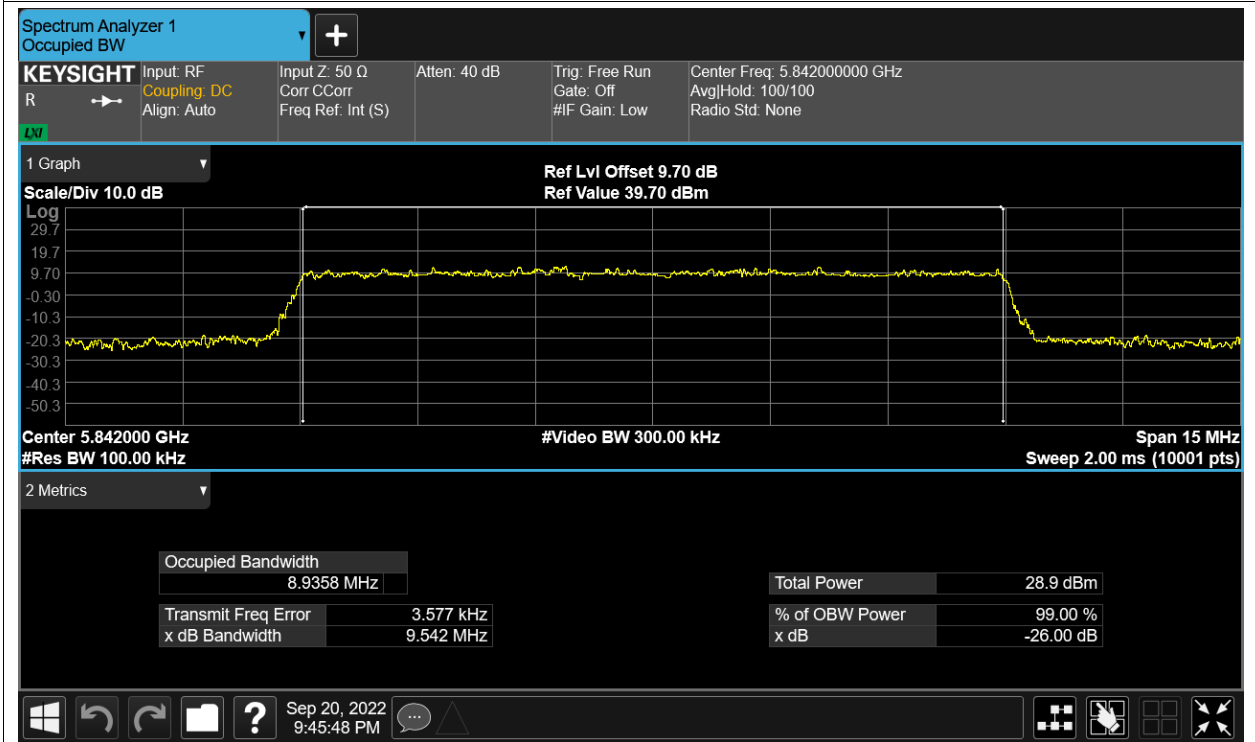 Spectrum Analyzer 1
Occupied BW
KEYSIGHT
R
LXI
Input: RF
Coupling: DC
Align: Auto
Input Z: 50 Ω
Corr CCorr
Freq Ref: Int (S)
Atten: 40 dB
Trig: Free Run
Gate: Off
#IF Gain: Low
Center Freq: 5.842000000 GHz
Avg|Hold: 100/100
Radio Std: None
1 Graph
Scale/Div 10.0 dB
Ref Lvl Offset 9.70 dB
Ref Value 39.70 dBm
Log
29.7
19.7
9.70
-0.30
-10.3
-20.3
-30.3
-40.3
-50.3
Center 5.842000 GHz
#Video BW 300.00 kHz
Span 15 MHz
#Res BW 100.00 kHz
Sweep 2.00 ms (10001 pts)
2 Metrics
Occupied Bandwidth
8.9358 MHz
Total Power 28.9 dBm
Transmit Freq Error 3.577 kHz
% of OBW Power 99.00 %
x dB Bandwidth 9.542 MHz
x dB -26.00 dB
?
Sep 20, 2022
9:45:48 PM